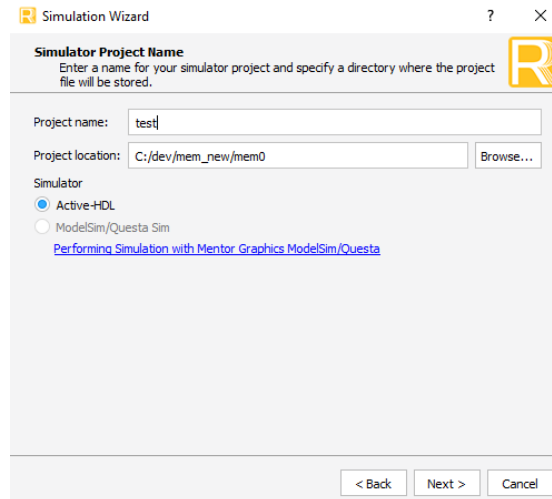 Simulation Wizard
Simulator Project Name
Enter a name for your simulator project and specify a directory where the project
file will be stored.
Project name: test
Project location: C:/dev/mem_new/mem0 Browse...
Simulator
Active-HDL
ModelSim/Questa Sim
Performing Simulation with Mentor Graphics ModelSim/Questa
< Back Next > Cancel